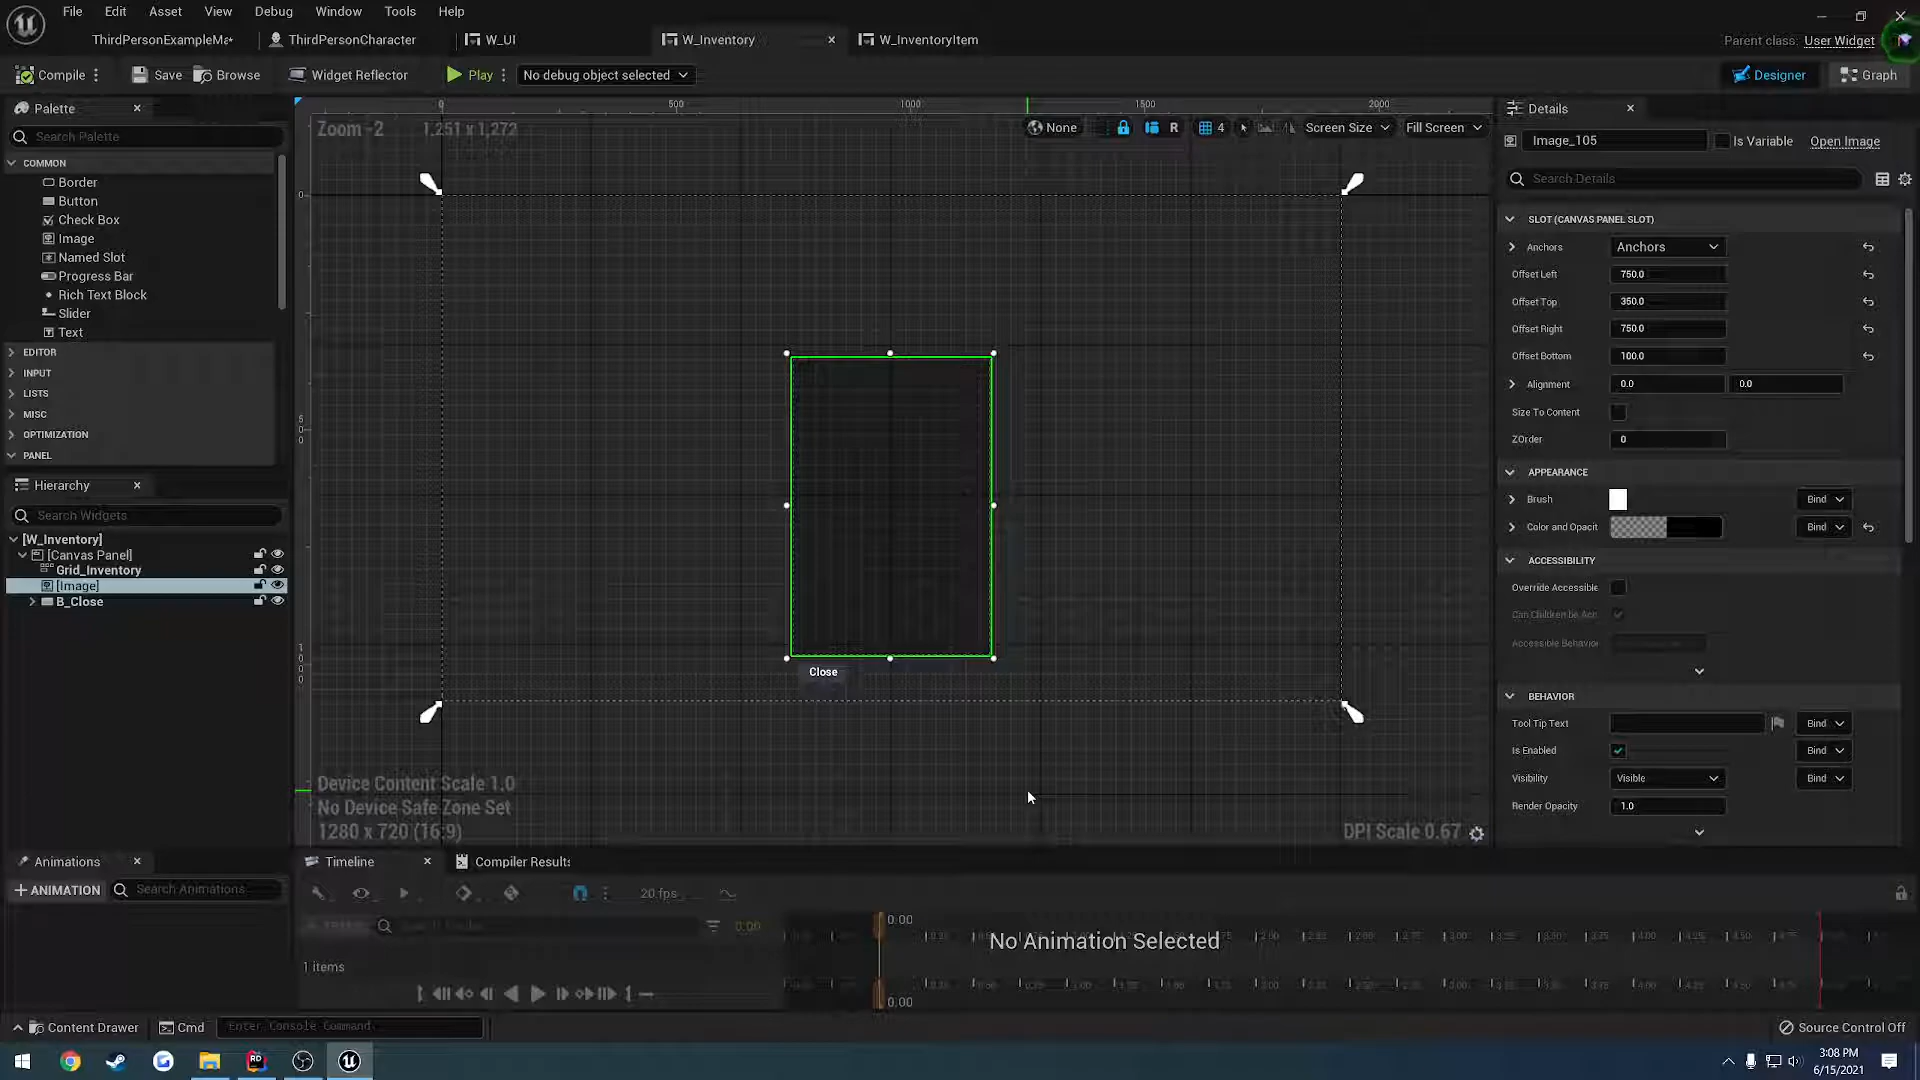 File Edit Asset View Debug Window Tools Help
ThirdPersonExampleMa* ThirdPersonCharacter W_UI W_Inventory W_InventoryItem Parent class: User Widget
Compile Save Browse Widget Reflector Play No debug object selected Designer Graph
Palette
Search Palette
COMMON
Border
Button
Check Box
Image
Named Slot
Progress Bar
Rich Text Block
Slider
Text
EDITOR
INPUT
LISTS
MISC
OPTIMIZATION
PANEL
Hierarchy
Search Widgets
[W_Inventory]
[Canvas Panel]
Grid_Inventory
[Image]
B_Close
Animations
+ ANIMATION Search Animations
0 500 1000 1500 2000
Zoom -2 1,251 x 1,272 None R 4 Screen Size Fill Screen
0
500
1000
Close
Device Content Scale 1.0
No Device Safe Zone Set
1280 x 720 (16:9) DPI Scale 0.67
Details
Image_105 Is Variable Open Image
Search Details
SLOT (CANVAS PANEL SLOT)
Anchors Anchors
Offset Left 750.0
Offset Top 350.0
Offset Right 750.0
Offset Bottom 100.0
Alignment 0.0 0.0
Size To Content
ZOrder 0
APPEARANCE
Brush Bind
Color and Opacit Bind
ACCESSIBILITY
Override Accessible
Can Children be Acc
Accessible Behavior
BEHAVIOR
Tool Tip Text Bind
Is Enabled Bind
Visibility Visible Bind
Render Opacity 1.0
Timeline Compiler Results
20 fps
0.00
1 items
0.00
No Animation Selected
0.00
Content Drawer Cmd Enter Console Command Source Control Off
3:08 PM
6/15/2021